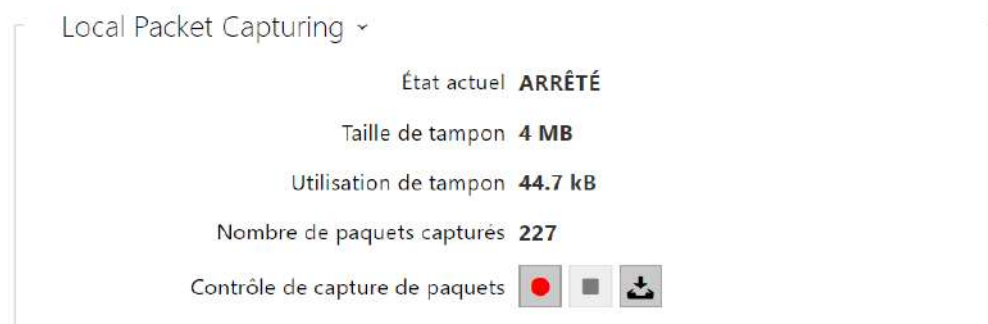 Local Packet Capturing
État actuel ARRÊTÉ
Taille de tampon 4 MB
Utilisation de tampon 44.7 kB
Nombre de paquets capturés 227
Contrôle de capture de paquets